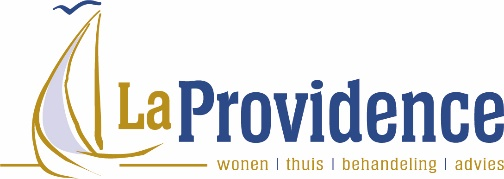 LaProvidence
wonen | thuis | behandeling | advies